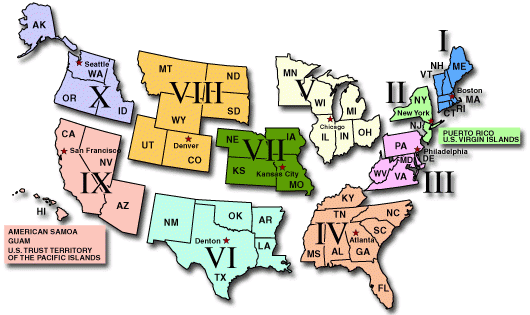 AK
Seattle
WA
OR
X
ID
MT
ND
VIII
SD
WY
UT
Denver
CO
MN
V
WI
MI
Chicago
IL
IN
OH
I
NH
VT
ME
Boston
MA
RI
CT
II
NY
New York
NJ
PUERTO RICO
U.S. VIRGIN ISLANDS
PA
Philadelphia
DE
MD
WV
VA
III
CA
San Francisco
NV
IX
AZ
HI
AMERICAN SAMOA
GUAM
U.S. TRUST TERRITORY
OF THE PACIFIC ISLANDS
NE
IA
VII
KS
Kansas City
MO
NM
OK
AR
Denton
LA
VI
TX
KY
TN
NC
IV
SC
Atlanta
MS
AL
GA
FL